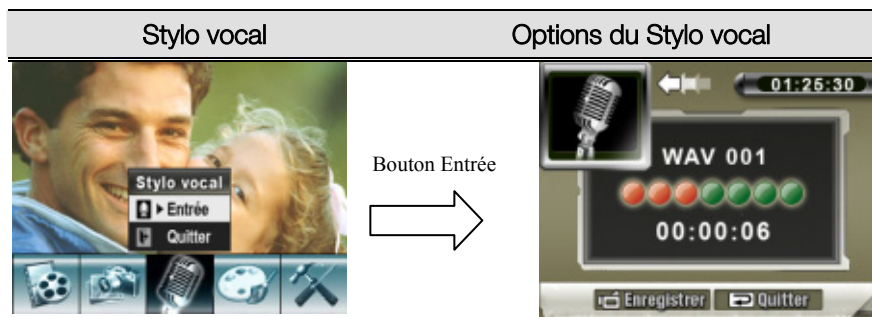 Stylo vocal
Options du Stylo vocal
Stylo vocal
Entrée
Quitter
Bouton Entrée
01:25:30
WAV 001
00:00:06
Enregistrer
Quitter